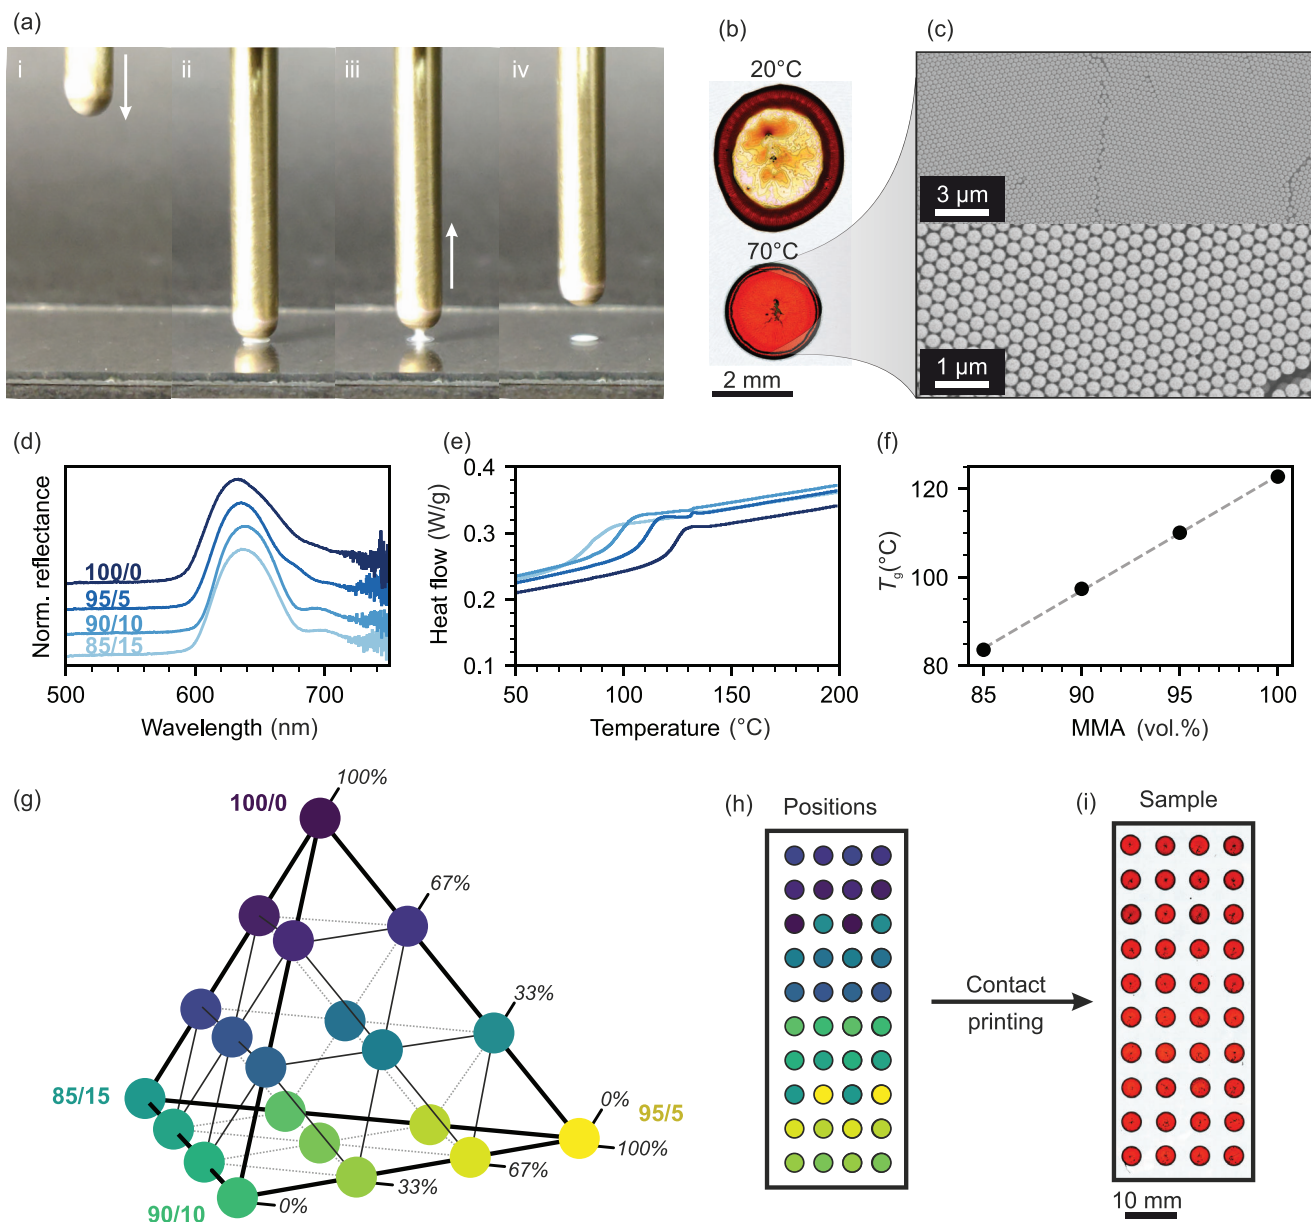 (a)
i
ii
iii
iv
(b)
20°C
70°C
2 mm
(c)
3 µm
1 µm
(d)
Norm. reflectance
100/0
95/5
90/10
85/15
500
600
700
Wavelength (nm)
(e)
Heat flow (W/g)
0.4
0.3
0.2
0.1
50
100
150
200
Temperature (°C)
(f)
Tg(°C)
120
100
80
85
90
95
100
MMA (vol.%)
(g)
100%
100/0
67%
33%
85/15
0%
95/5
100%
67%
33%
0%
90/10
(h)
Positions
Contact
printing
(i)
Sample
10 mm